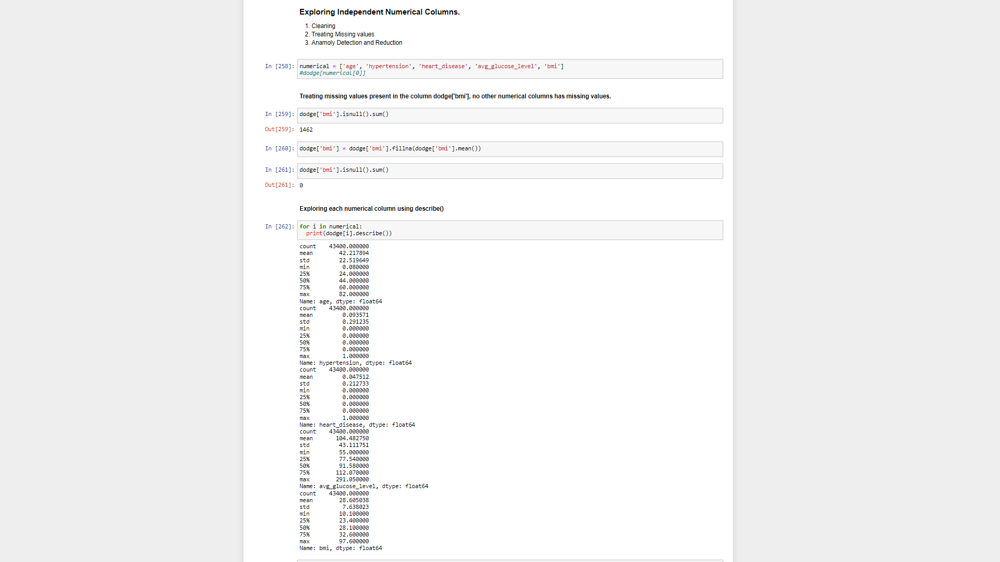 Exploring Independent Numerical Columns.
1. Cleaning
2. Treating Missing values
3. Anamoly Detection and Reduction
In [258]: numerical = ['age', 'hypertension', 'heart_disease', 'avg_glucose_level', 'bmi']
#dodge[numerical[0]]
Treating missing values present in the column dodge['bmi'], no other numerical columns has missing values.
In [259]: dodge['bmi'].isnull().sum()
Out[259]: 1462
In [260]: dodge['bmi'] = dodge['bmi'].fillna(dodge['bmi'].mean())
In [261]: dodge['bmi'].isnull().sum()
Out[261]: 0
Exploring each numerical column using describe()
In [262]: for i in numerical:
print(dodge[i].describe())
count 43400.000000
mean 42.217894
std 22.519649
min 0.080000
25% 24.000000
50% 44.000000
75% 60.000000
max 82.000000
Name: age, dtype: float64
count 43400.000000
mean 0.093571
std 0.291235
min 0.000000
25% 0.000000
50% 0.000000
75% 0.000000
max 1.000000
Name: hypertension, dtype: float64
count 43400.000000
mean 0.047512
std 0.212733
min 0.000000
25% 0.000000
50% 0.000000
75% 0.000000
max 1.000000
Name: heart_disease, dtype: float64
count 43400.000000
mean 104.482750
std 43.111751
min 55.000000
25% 77.540000
50% 91.580000
75% 112.070000
max 291.050000
Name: avg_glucose_level, dtype: float64
count 43400.000000
mean 28.605038
std 7.638023
min 10.100000
25% 23.400000
50% 28.100000
75% 32.600000
max 97.600000
Name: bmi, dtype: float64